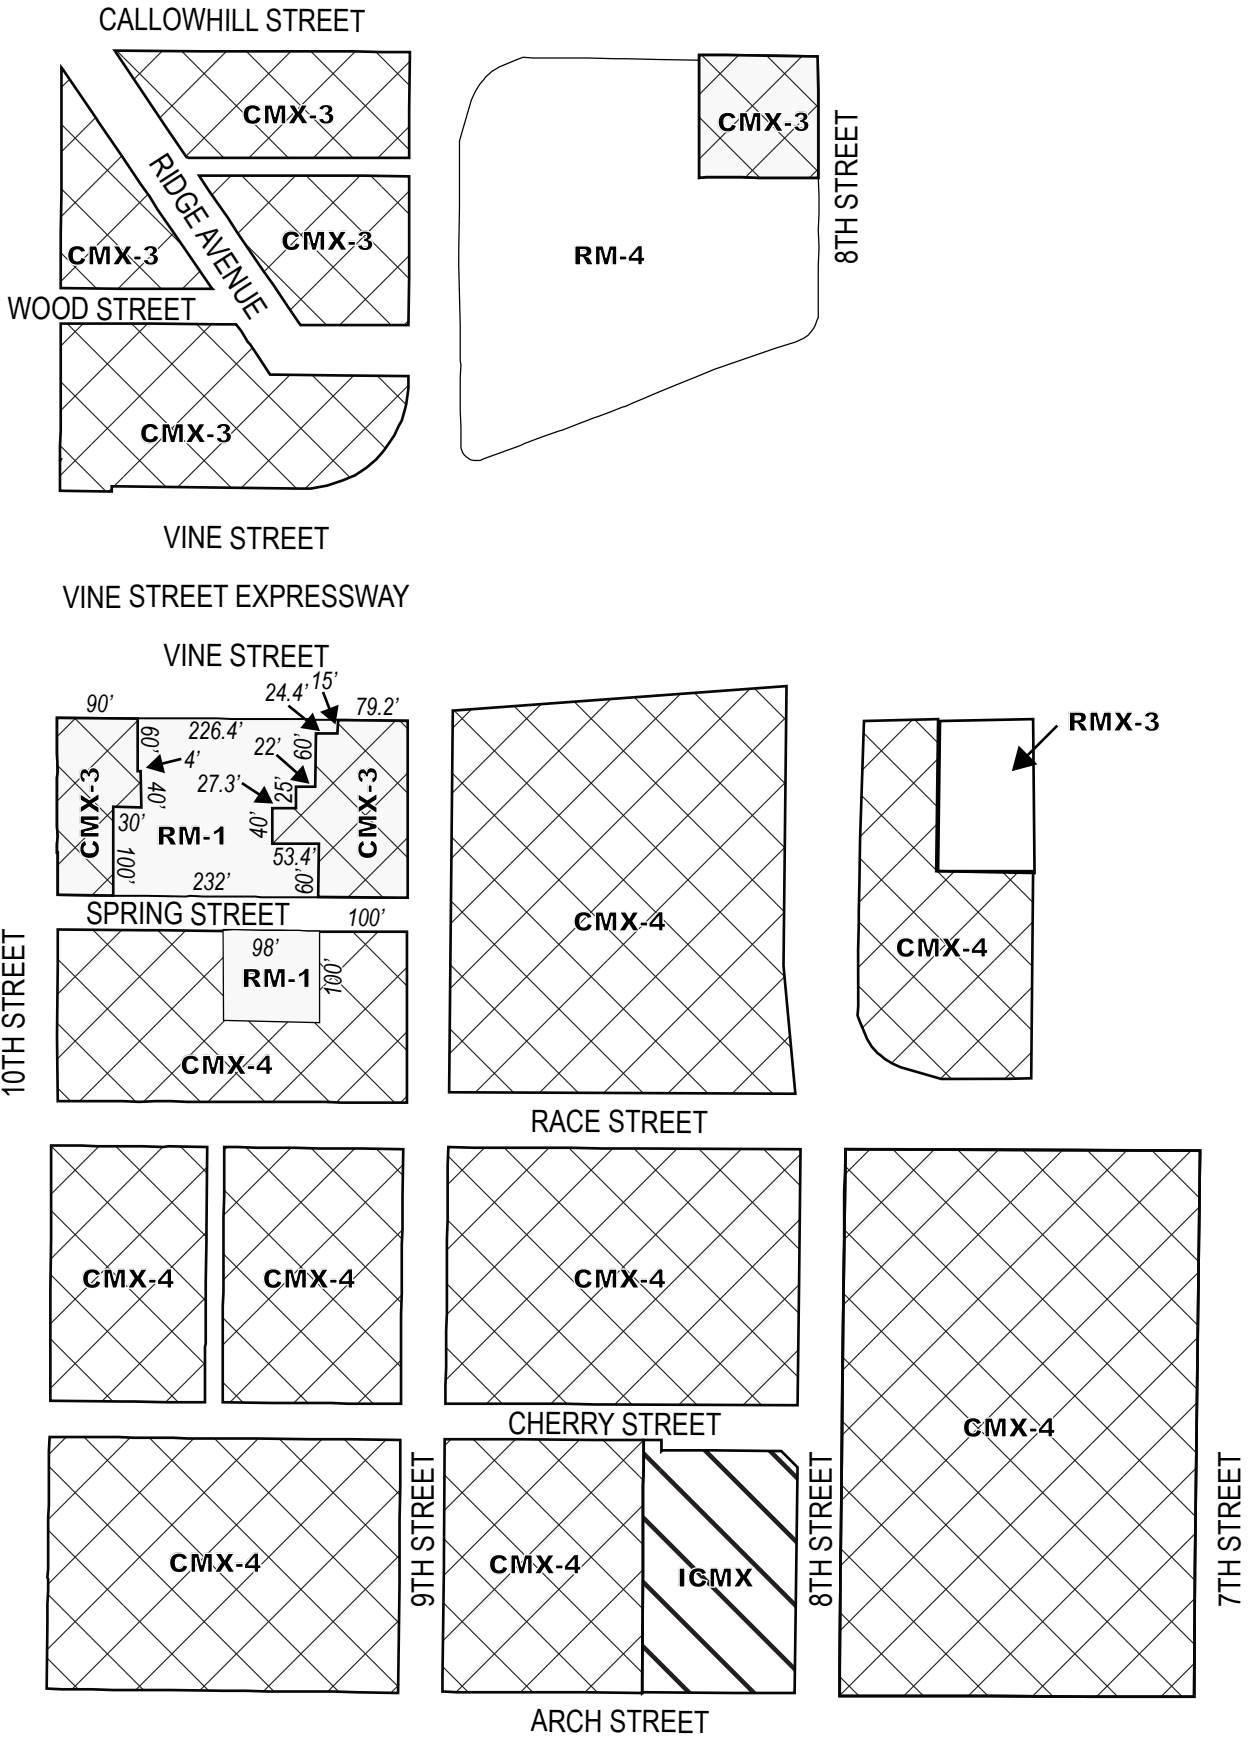 CALLOWHILL STREET
CMX-3
CMX-3
8TH STREET
RIDGE AVENUE
CMX-3
CMX-3
RM-4
WOOD STREET
CMX-3
VINE STREET
VINE STREET EXPRESSWAY
VINE STREET
15'
24.4'
90'
79.2'
226.4'
60'
60'
22'
4'
27.3'
25'
40'
CMX-3
30'
RM-1
40'
CMX-3
53.4'
100'
232'
60'
RMX-3
SPRING STREET
100'
98'
RM-1
100'
CMX-4
CMX-4
CMX-4
10TH STREET
RACE STREET
CMX-4
CMX-4
CMX-4
CHERRY STREET
CMX-4
CMX-4
9TH STREET
CMX-4
ICMX
8TH STREET
7TH STREET
ARCH STREET